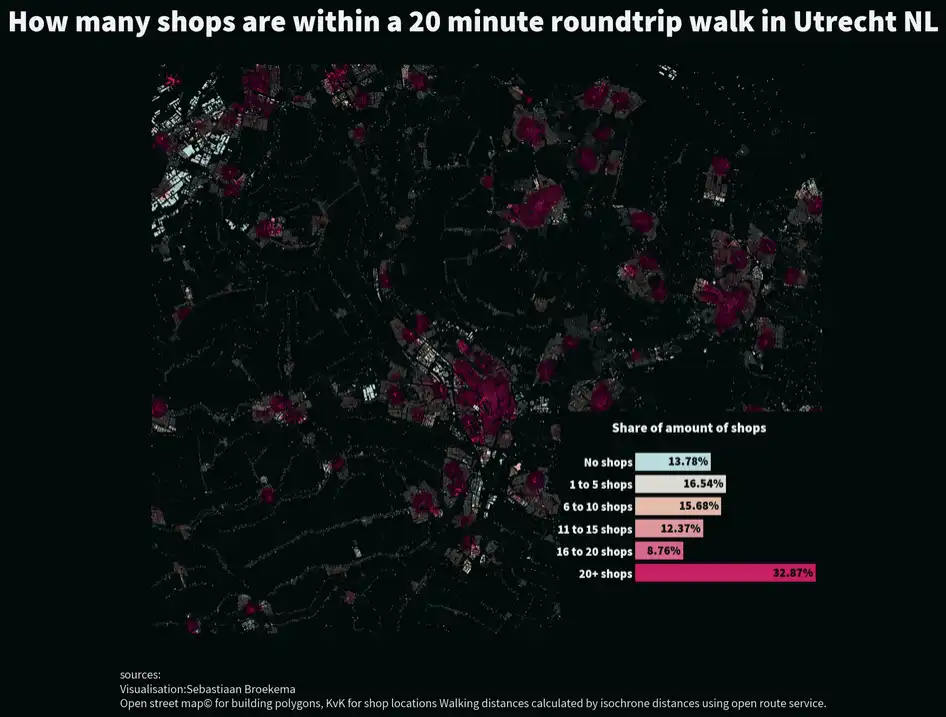 How many shops are within a 20 minute roundtrip walk in Utrecht NL
Share of amount of shops
No shops 13.78%
1 to 5 shops 16.54%
6 to 10 shops 15.68%
11 to 15 shops 12.37%
16 to 20 shops 8.76%
20+ shops 32.87%
sources:
Visualisation:Sebastiaan Broekema
Open street map© for building polygons, KvK for shop locations Walking distances calculated by isochrone distances using open route service.